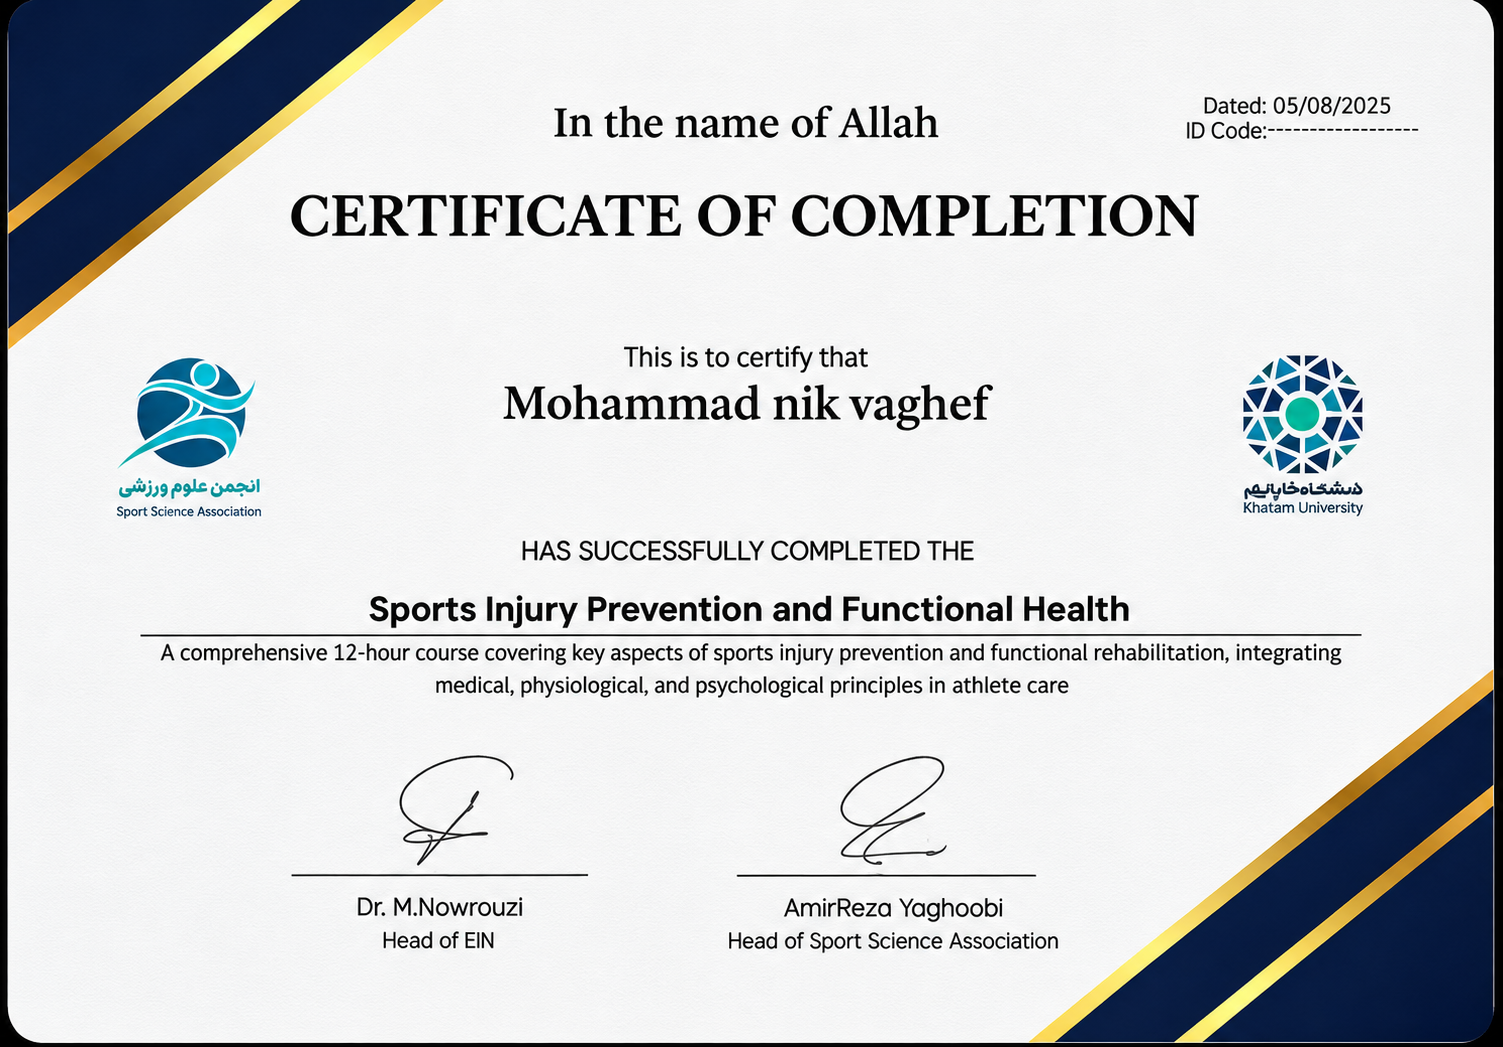 In the name of Allah
Dated: 05/08/2025
ID Code:------------------
CERTIFICATE OF COMPLETION
This is to certify that
Mohammad nik vaghef
انجمن علوم ورزشی
Sport Science Association
Khatam University
HAS SUCCESSFULLY COMPLETED THE
Sports Injury Prevention and Functional Health
A comprehensive 12-hour course covering key aspects of sports injury prevention and functional rehabilitation, integrating
medical, physiological, and psychological principles in athlete care
Dr. M.Nowrouzi
Head of EIN
AmirReza Yaghoobi
Head of Sport Science Association